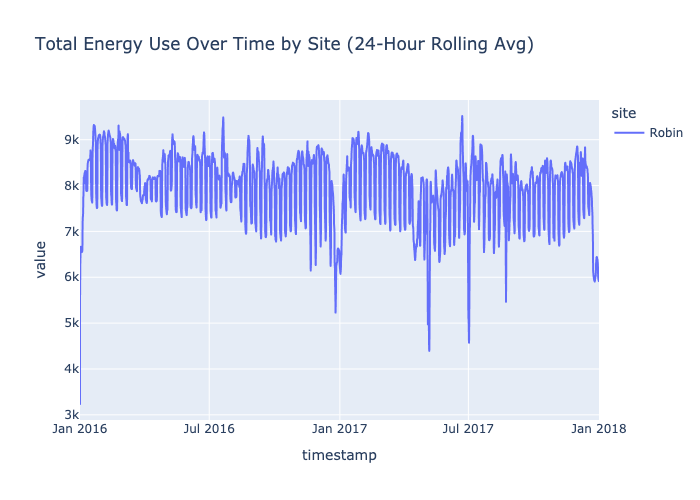 Total Energy Use Over Time by Site (24-Hour Rolling Avg)
site
Robin
9k
8k
7k
6k
5k
4k
3k
value
Jan 2016
Jul 2016
Jan 2017
Jul 2017
Jan 2018
timestamp